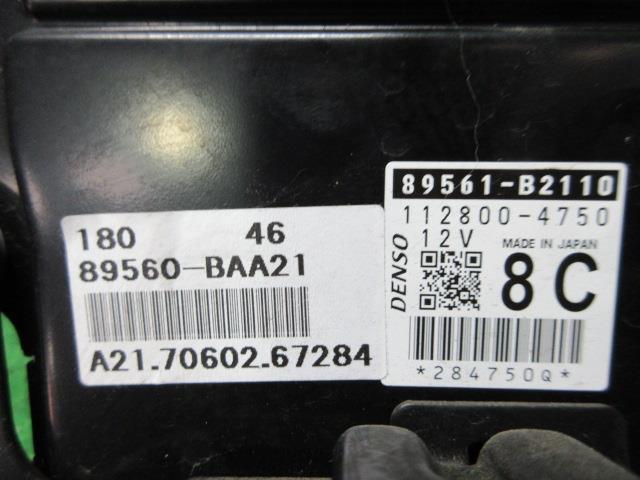 180 46
89560-BAA21
A21.70602.67284
89561-B2110
112800-4750
12V
MADE IN JAPAN
DENSO
8C
*284750Q*